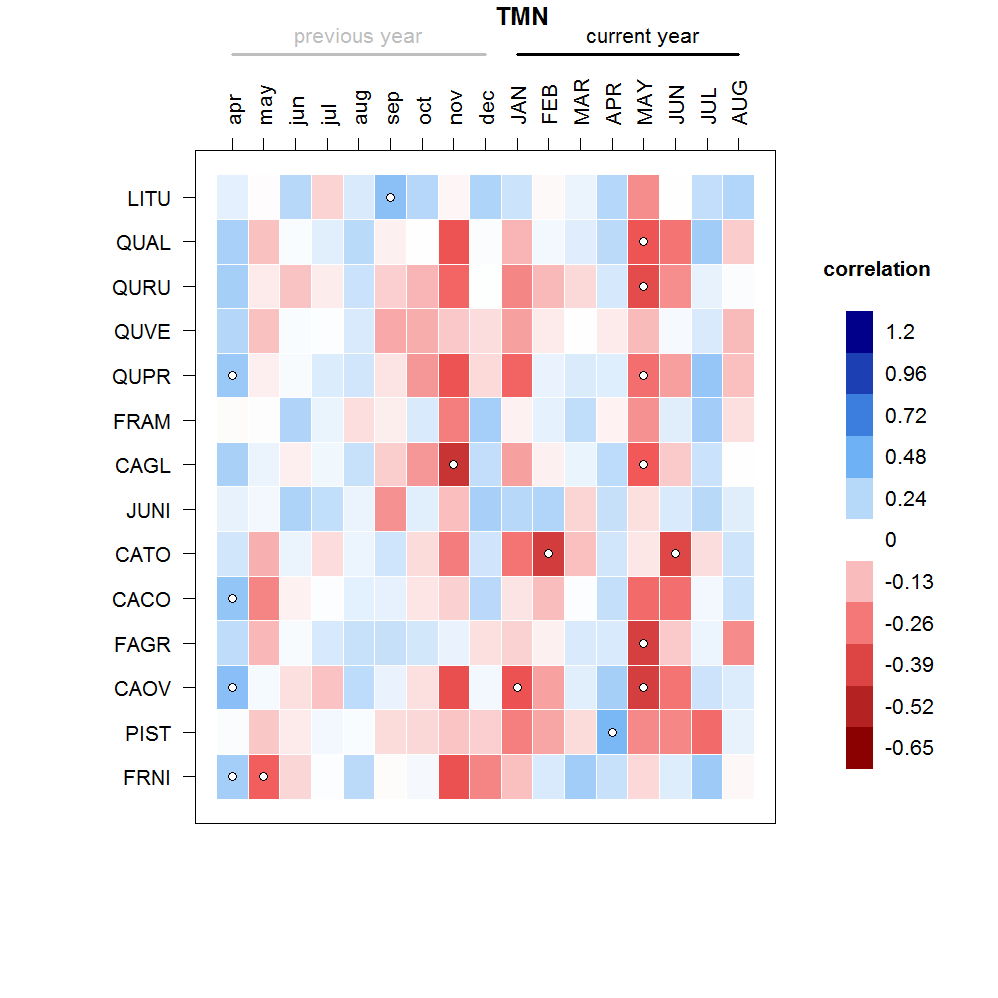 TMN
previous year current year
apr may jun jul aug sep oct nov dec JAN FEB MAR APR MAY JUN JUL AUG
LITU
QUAL
QURU
QUVE
QUPR
FRAM
CAGL
JUNI
CATO
CACO
FAGR
CAOV
PIST
FRNI
correlation
1.2
0.96
0.72
0.48
0.24
0
-0.13
-0.26
-0.39
-0.52
-0.65